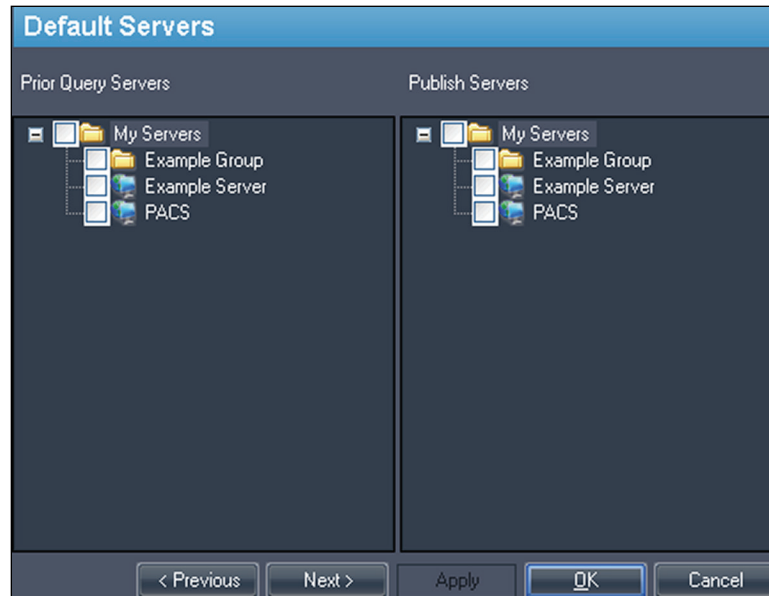 Default Servers
Prior Query Servers
Publish Servers
My Servers
Example Group
Example Server
PACS
My Servers
Example Group
Example Server
PACS
< Previous
Next >
Apply
OK
Cancel